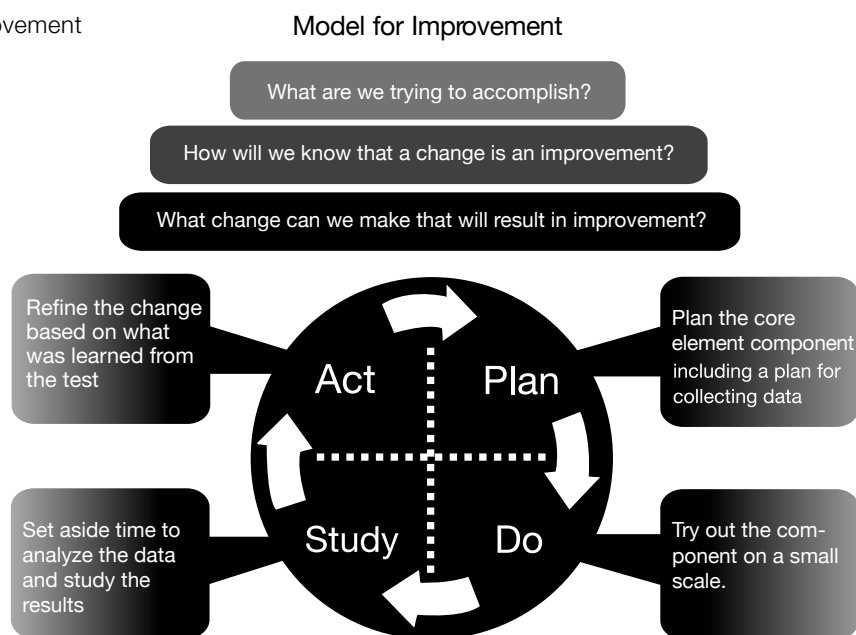 ovement
Model for Improvement
What are we trying to accomplish?
How will we know that a change is an improvement?
What change can we make that will result in improvement?
Refine the change
based on what
was learned from
the test
Plan the core
element component
including a plan for
collecting data
Act
Plan
Study
Do
Set aside time to
analyze the data
and study the
results
Try out the com-
ponent on a small
scale.